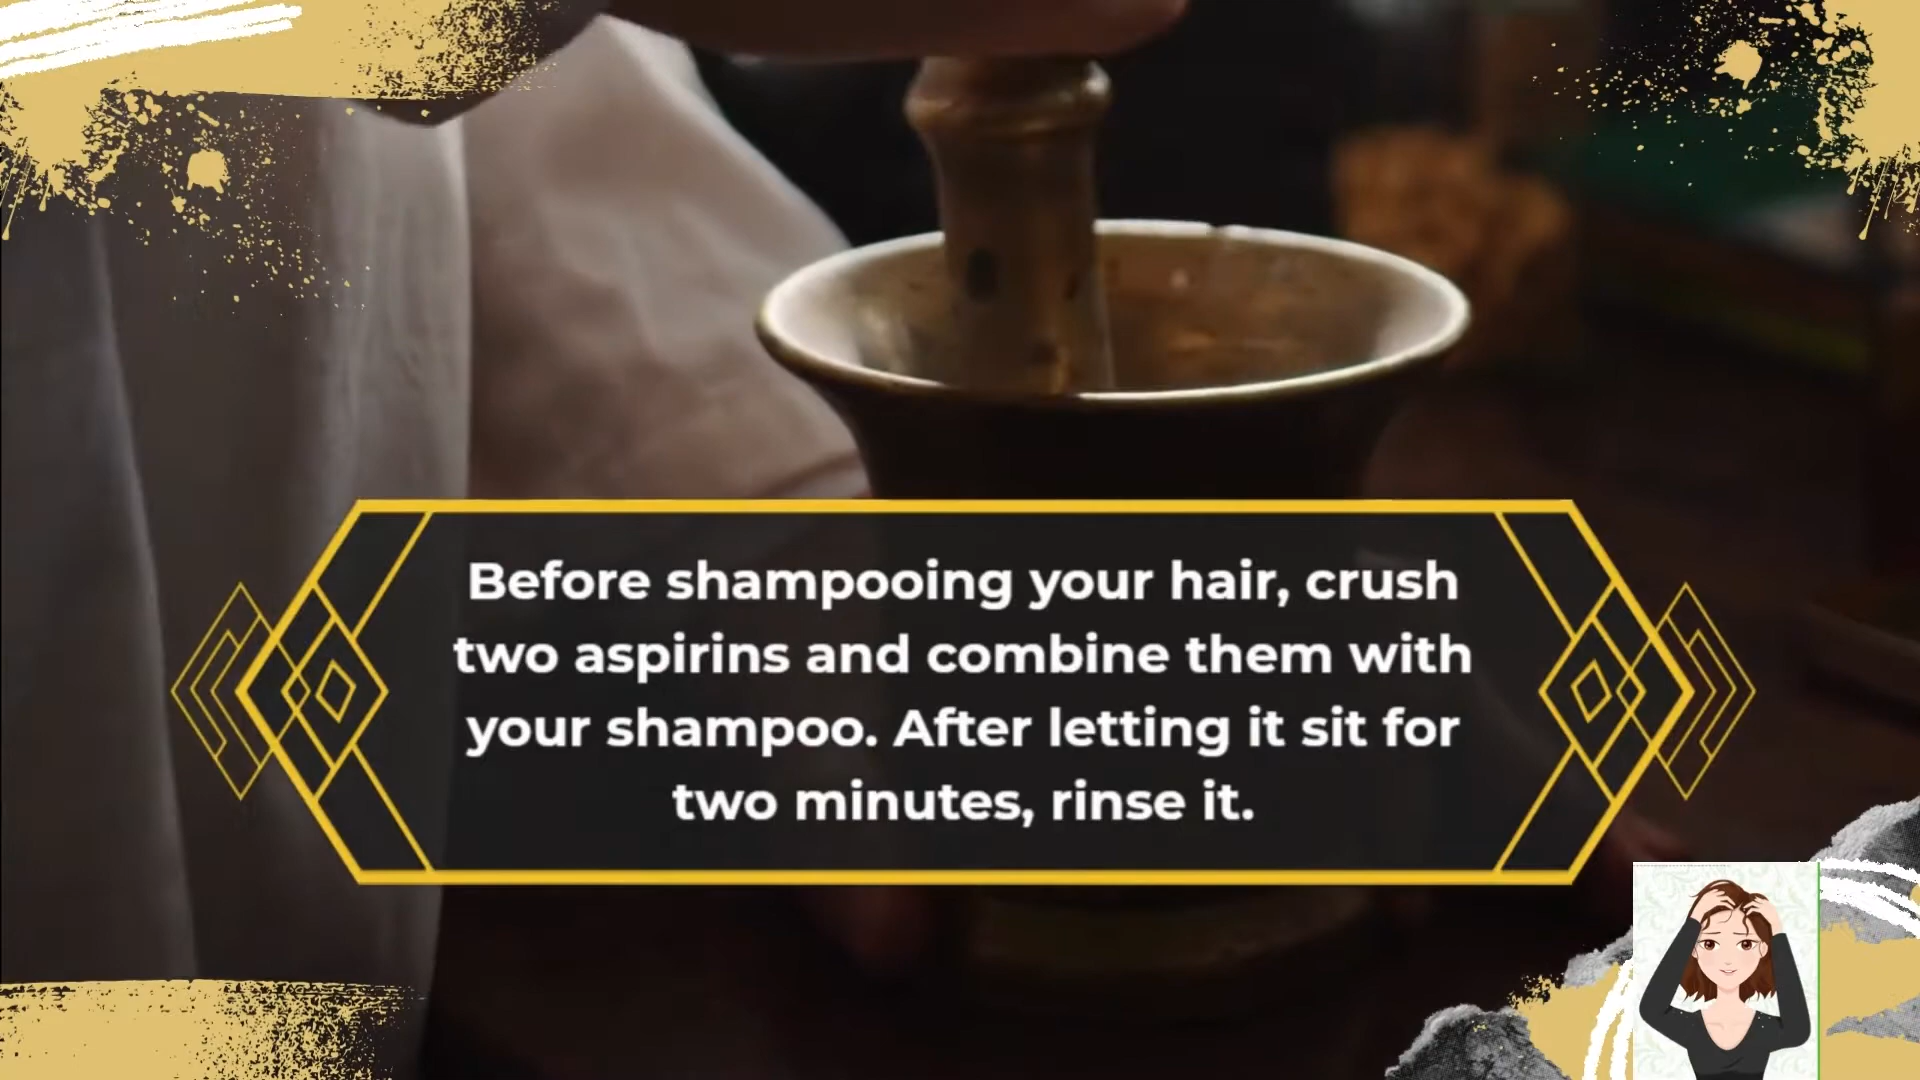 Before shampooing your hair, crush
two aspirins and combine them with
your shampoo. After letting it sit for
two minutes, rinse it.